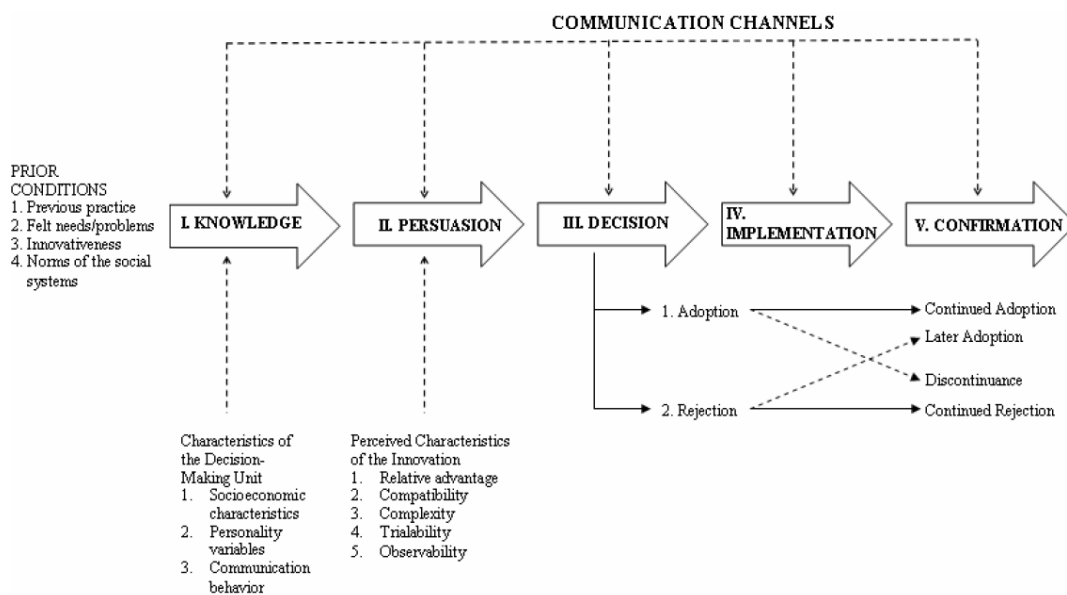 COMMUNICATION CHANNELS
PRIOR
CONDITIONS
1. Previous practice
2. Felt needs/problems
3. Innovativeness
4. Norms of the social
systems
I. KNOWLEDGE
II. PERSUASION
III. DECISION
IV.
IMPLEMENTATION
V. CONFIRMATION
1. Adoption
2. Rejection
Continued Adoption
Later Adoption
Discontinuance
Continued Rejection
Characteristics of
the Decision-
Making Unit
1. Socioeconomic
characteristics
2. Personality
variables
3. Communication
behavior
Perceived Characteristics
of the Innovation
1. Relative advantage
2. Compatibility
3. Complexity
4. Trialability
5. Observability